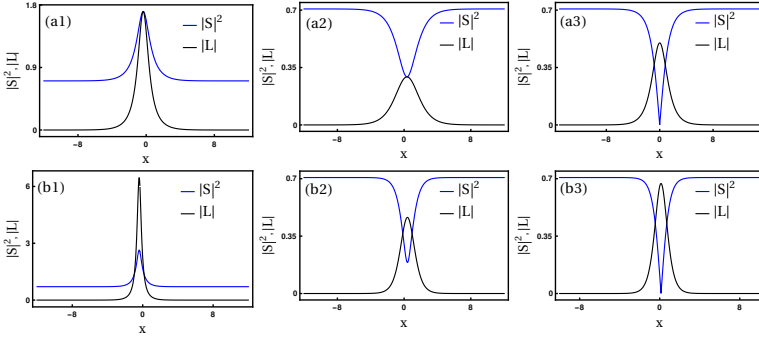 (a1)
|S|²
|L|
1.8
0.9
0
-8
0
8
x
|S|²,|L|
(a2)
|S|²
|L|
0.7
0.35
0
-8
0
8
x
|S|²,|L|
(a3)
|S|²
|L|
0.7
0.35
0
-8
0
8
x
|S|²,|L|
(b1)
|S|²
|L|
6
3
0
-8
0
8
x
|S|²,|L|
(b2)
|S|²
|L|
0.7
0.35
0
-8
0
8
x
|S|²,|L|
(b3)
|S|²
|L|
0.7
0.35
0
-8
0
8
x
|S|²,|L|